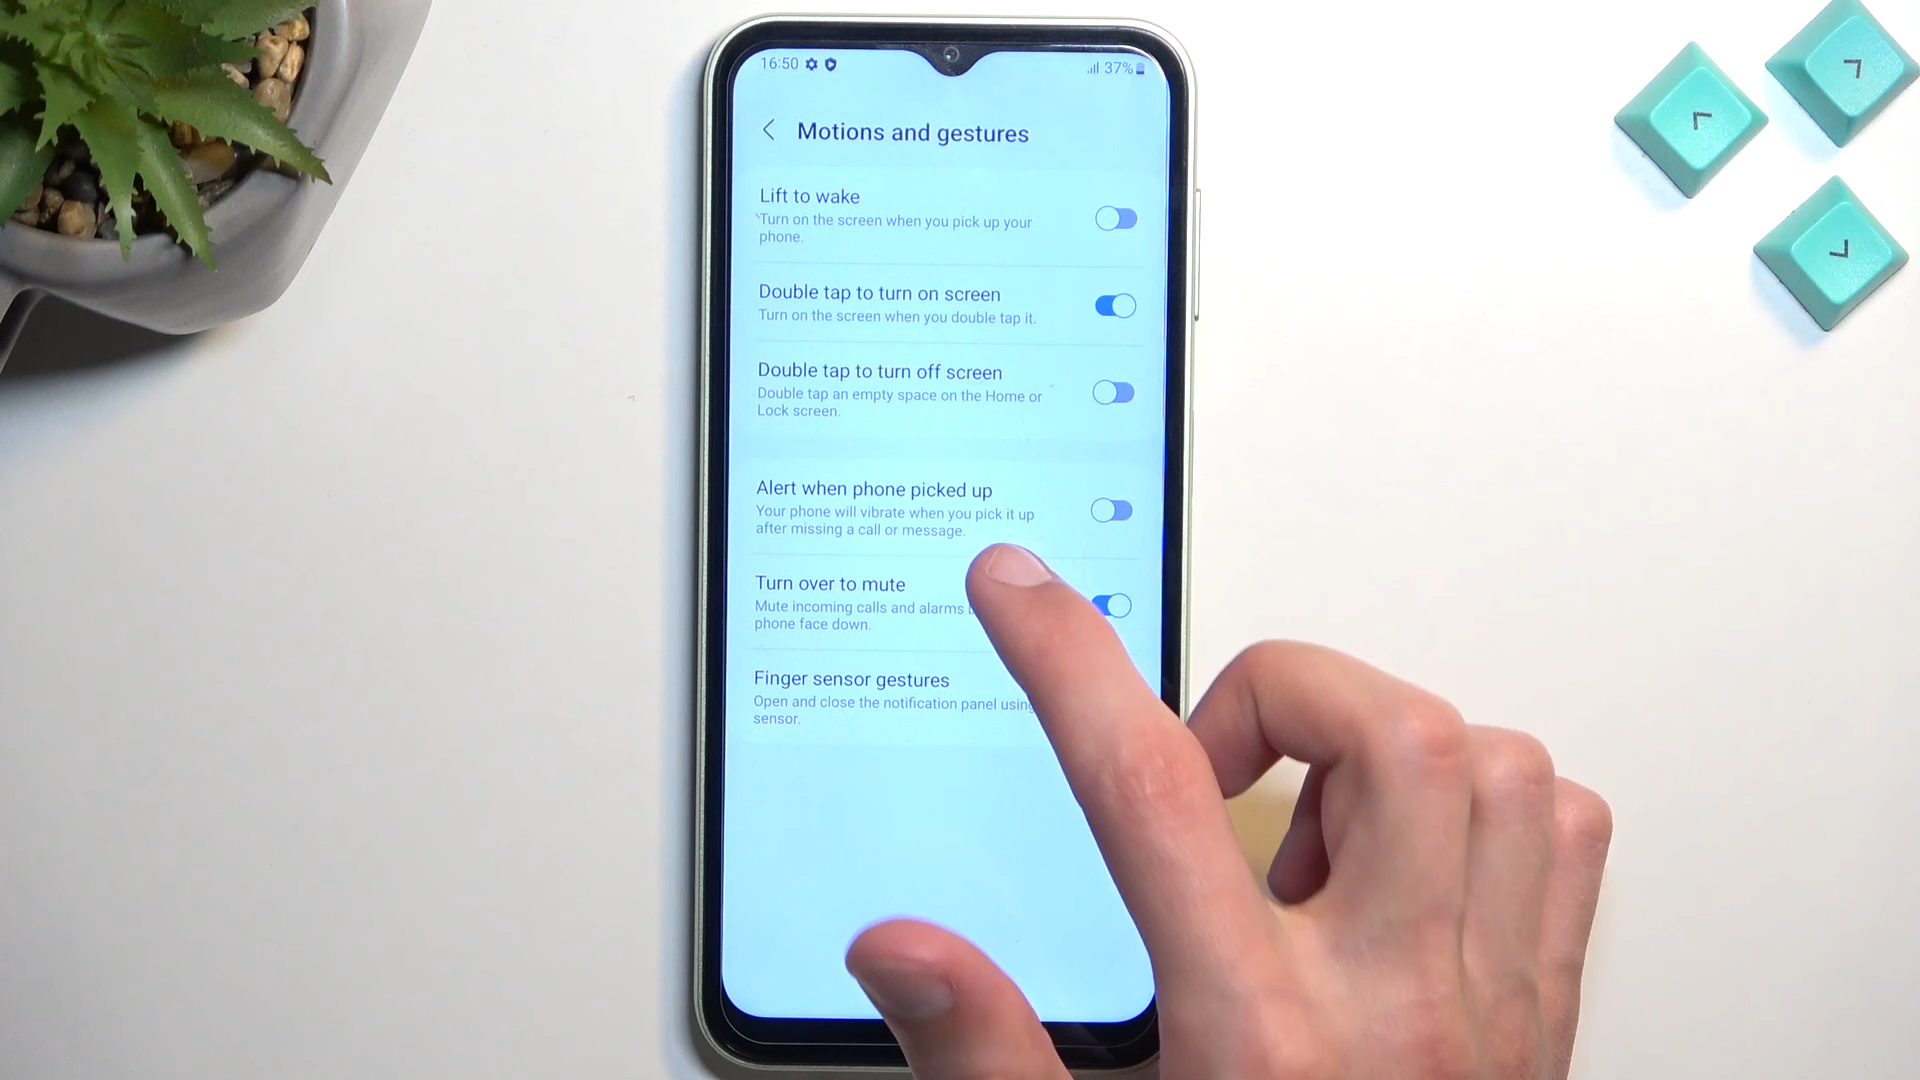 16:50
37%
Motions and gestures
Lift to wake
Turn on the screen when you pick up your
phone.
Double tap to turn on screen
Turn on the screen when you double tap it.
Double tap to turn off screen
Double tap an empty space on the Home or
Lock screen.
Alert when phone picked up
Your phone will vibrate when you pick it up
after missing a call or message.
Turn over to mute
Mute incoming calls and alarms
phone face down.
Finger sensor gestures
Open and close the notification panel using
sensor.